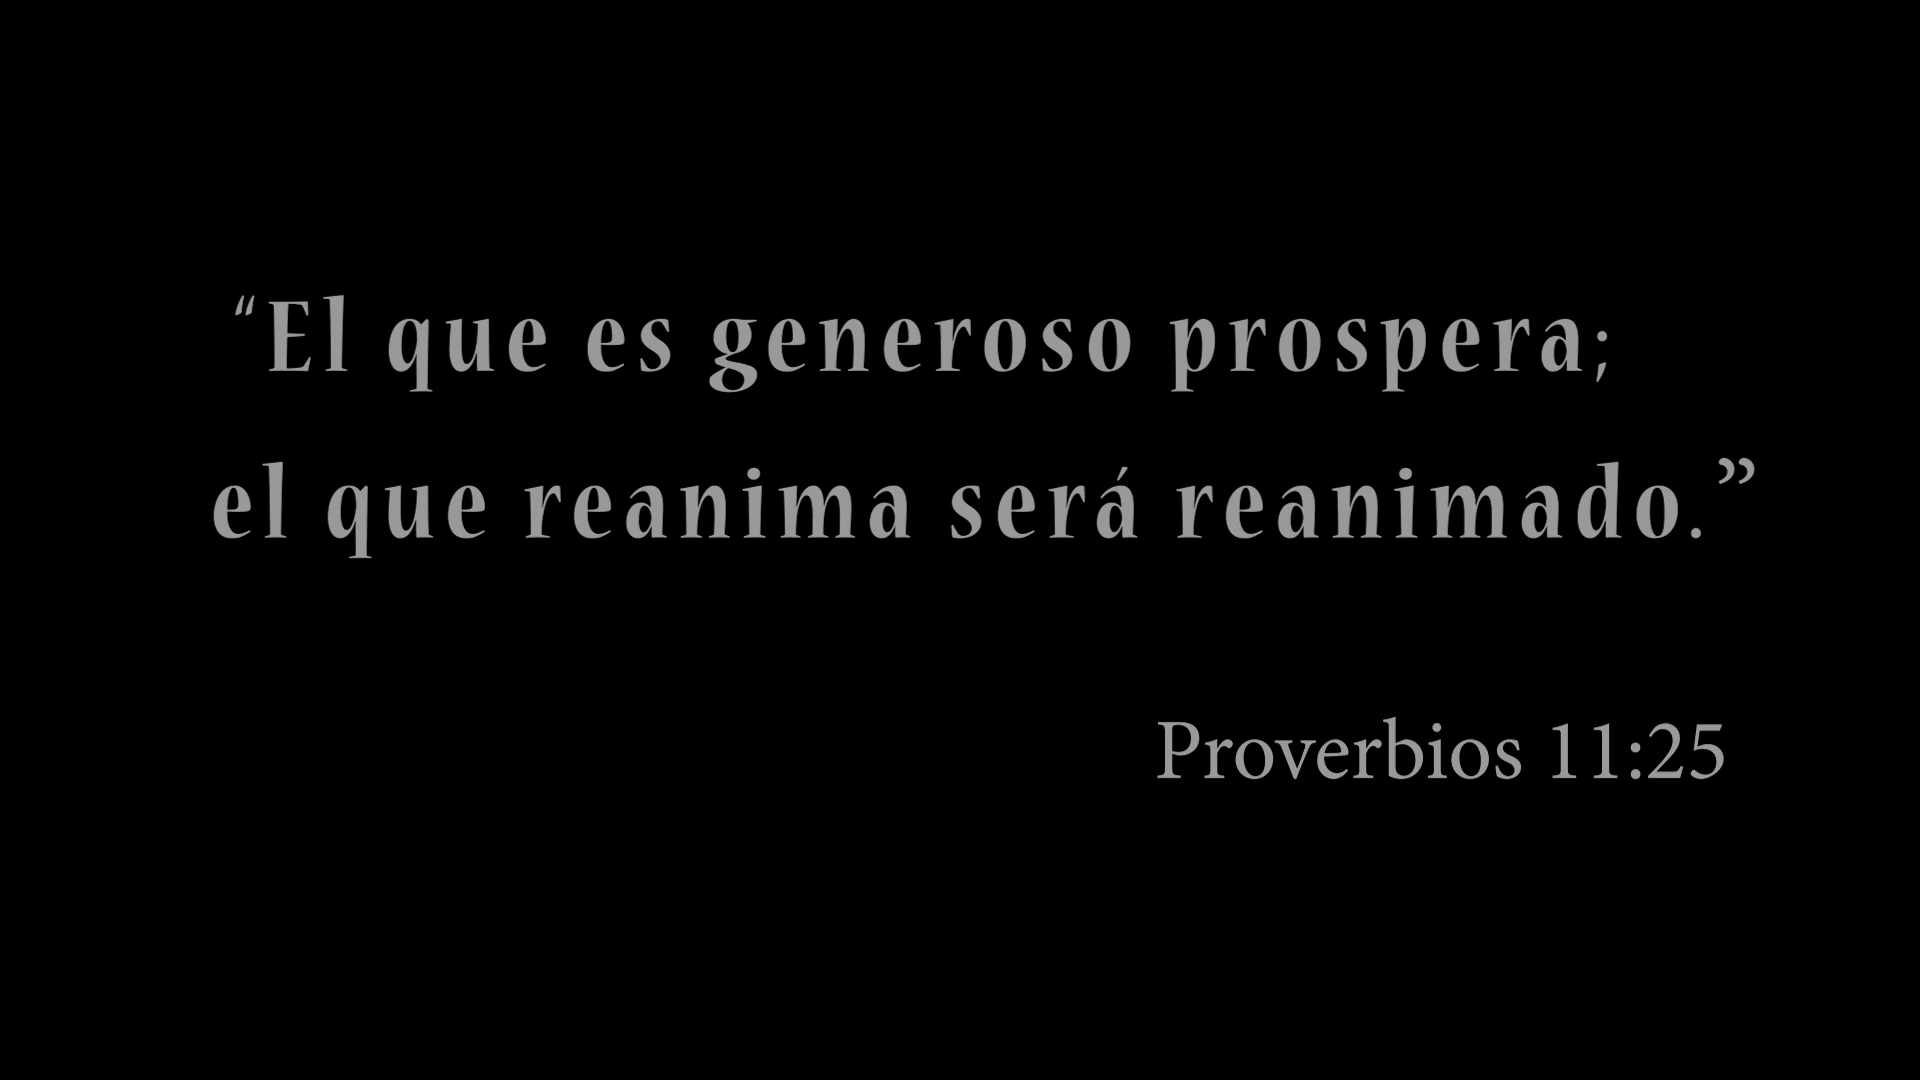 “El que es generoso prospera;
el que reanima será reanimado.”
Proverbios 11:25